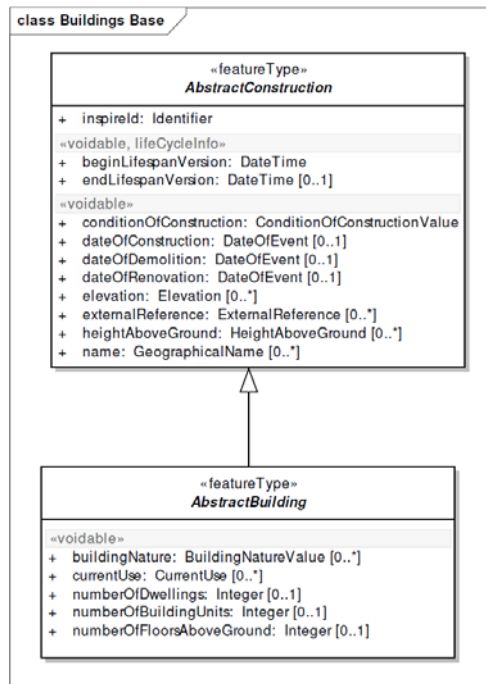 class Buildings Base
«featureType»
AbstractConstruction
+ inspireId: Identifier
«voidable, lifeCycleInfo»
+ beginLifespanVersion: DateTime
+ endLifespanVersion: DateTime [0..1]
«voidable»
+ conditionOfConstruction: ConditionOfConstructionValue
+ dateOfConstruction: DateOfEvent [0..1]
+ dateOfDemolition: DateOfEvent [0..1]
+ dateOfRenovation: DateOfEvent [0..1]
+ elevation: Elevation [0..*]
+ externalReference: ExternalReference [0..*]
+ heightAboveGround: HeightAboveGround [0..*]
+ name: GeographicalName [0..*]
«featureType»
AbstractBuilding
«voidable»
+ buildingNature: BuildingNatureValue [0..*]
+ currentUse: CurrentUse [0..*]
+ numberOfDwellings: Integer [0..1]
+ numberOfBuildingUnits: Integer [0..1]
+ numberOfFloorsAboveGround: Integer [0..1]